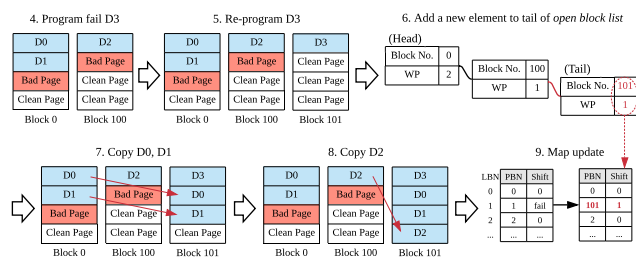 4. Program fail D3
D0
D1
Bad Page
Clean Page
Block 0
D2
Bad Page
Clean Page
Clean Page
Block 100
5. Re-program D3
D0
D1
Bad Page
Clean Page
Block 0
D2
Bad Page
Clean Page
Clean Page
Block 100
D3
Clean Page
Clean Page
Clean Page
Block 101
6. Add a new element to tail of open block list
(Head)
Block No. 0
WP 2
Block No. 100
WP 1
(Tail)
Block No. 101
WP 1
7. Copy D0, D1
D0
D1
Bad Page
Clean Page
Block 0
D2
Bad Page
Clean Page
Clean Page
Block 100
D3
D0
D1
Clean Page
Block 101
8. Copy D2
D0
D1
Bad Page
Clean Page
Block 0
D2
Bad Page
Clean Page
Clean Page
Block 100
D3
D0
D1
D2
Block 101
9. Map update
LBN PBN Shift
0 0 0
1 1 fail
2 2 0
... ... ...
PBN Shift
0 0
101 1
2 0
... ...